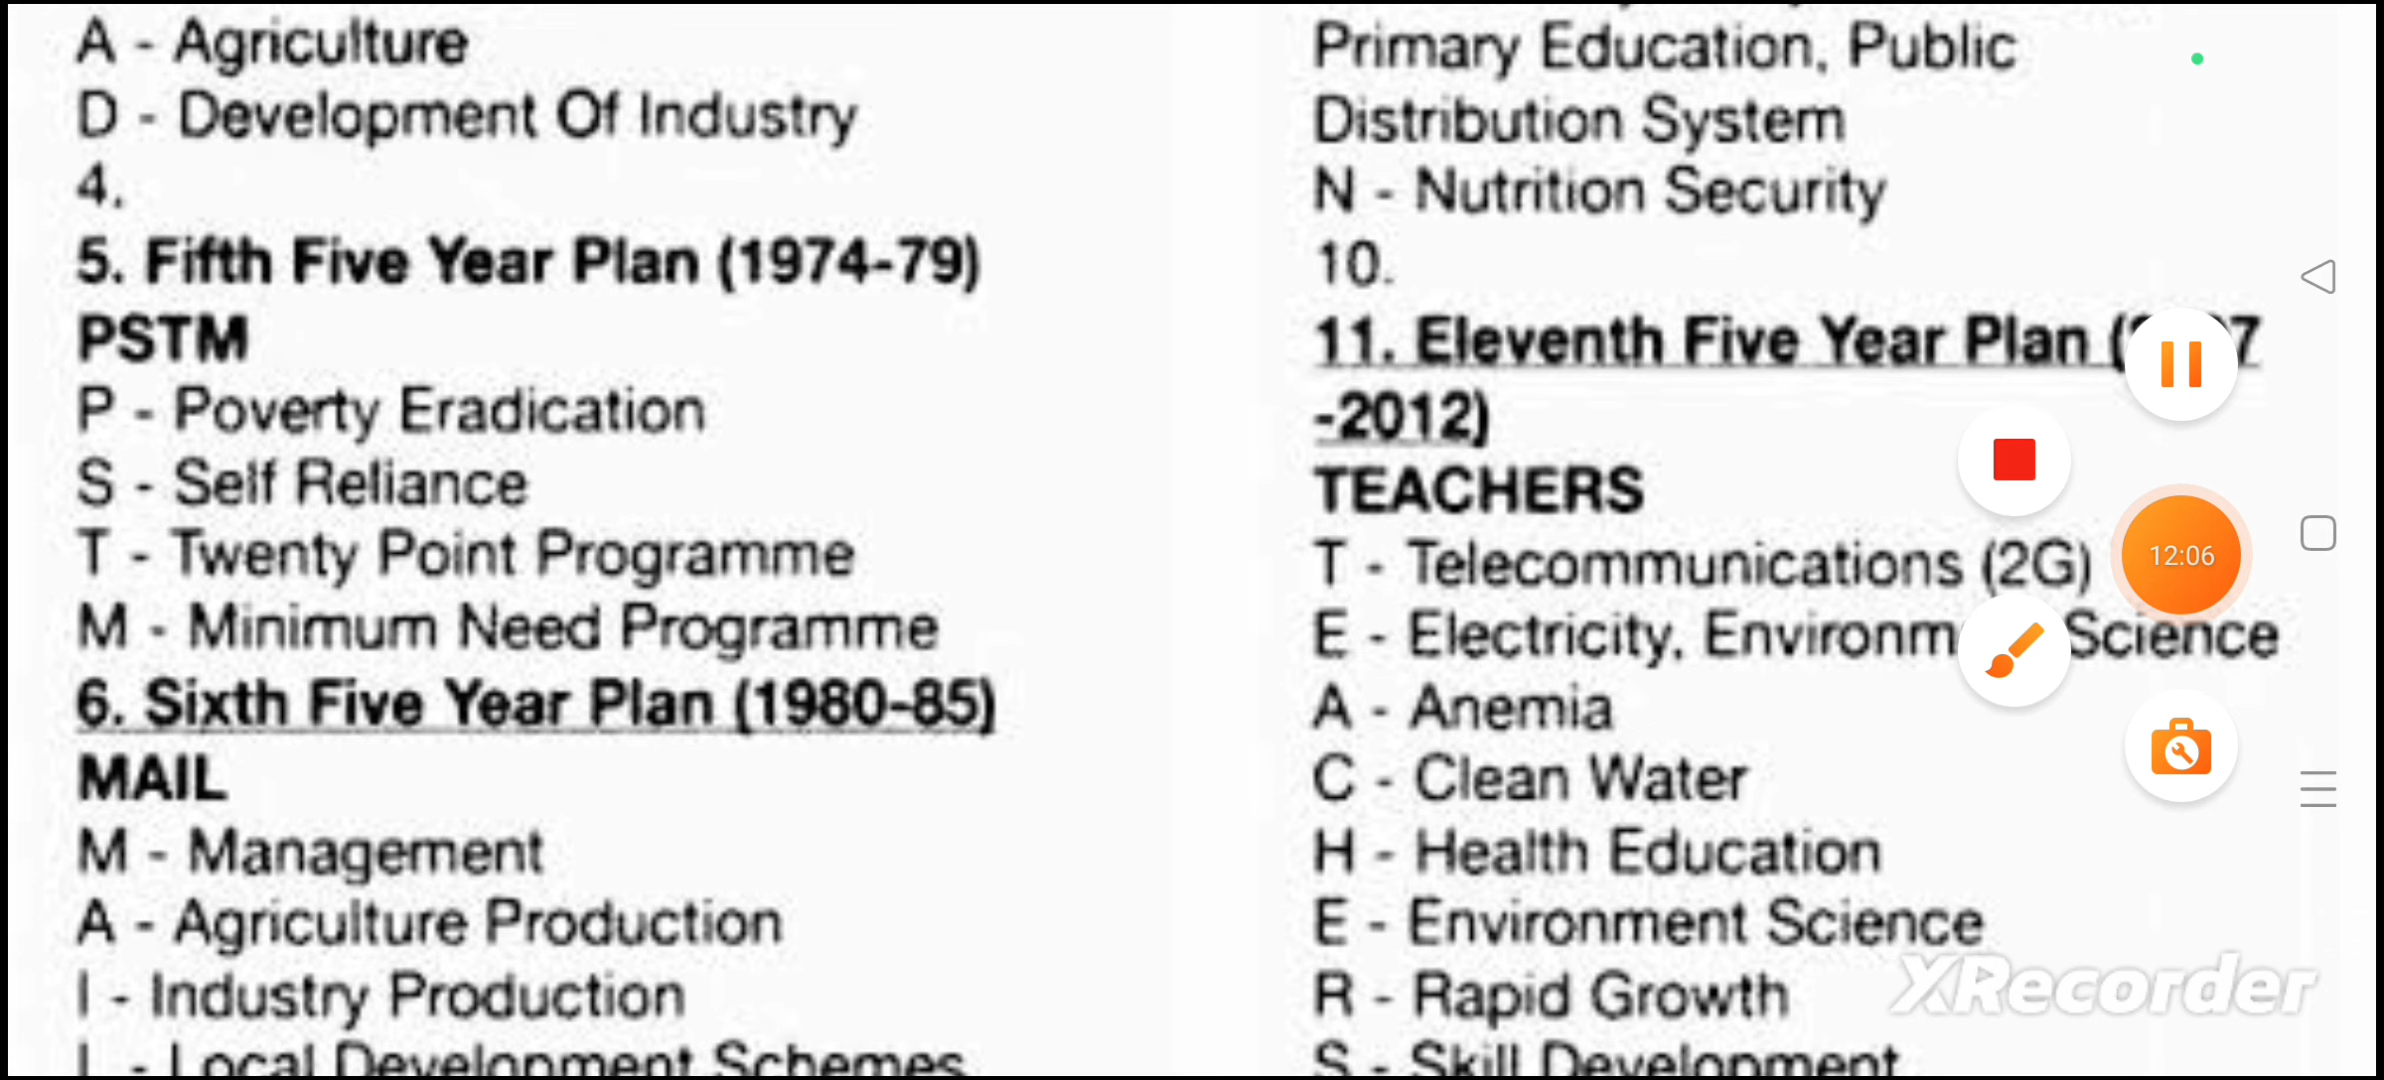 A - Agriculture
D - Development Of Industry
4.
5. Fifth Five Year Plan (1974-79)
PSTM
P - Poverty Eradication
S - Self Reliance
T - Twenty Point Programme
M - Minimum Need Programme
6. Sixth Five Year Plan (1980-85)
MAIL
M - Management
A - Agriculture Production
I - Industry Production
L - Local Development Schemes
Primary Education, Public
Distribution System
N - Nutrition Security
10.
11. Eleventh Five Year Plan (
-2012)
TEACHERS
T - Telecommunications (2G)
E - Electricity, Science
A - Anemia
C - Clean Water
H - Health Education
E - Environment Science
R - Rapid Growth
S - Skill Development
12:06
XRecorder